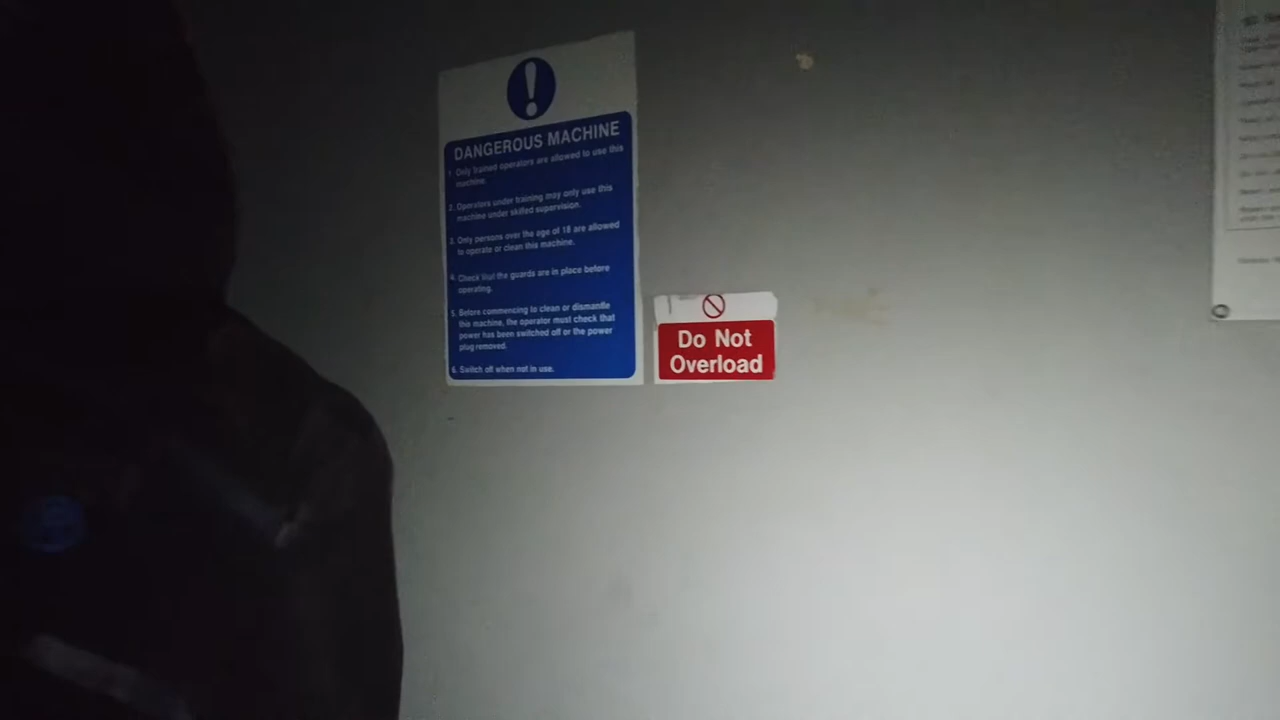 DANGEROUS MACHINE
1. Only trained operators are allowed to use this
machine.
2. Operators under training may only use this
machine under skilled supervision.
3. Only persons over the age of 18 are allowed
to operate or clean this machine.
4. Check that the guards are in place before
operating.
5. Before commencing to clean or dismantle
this machine, the operator must check that
power has been switched off or the power
plug removed.
6. Switch off when not in use.
Do Not
Overload